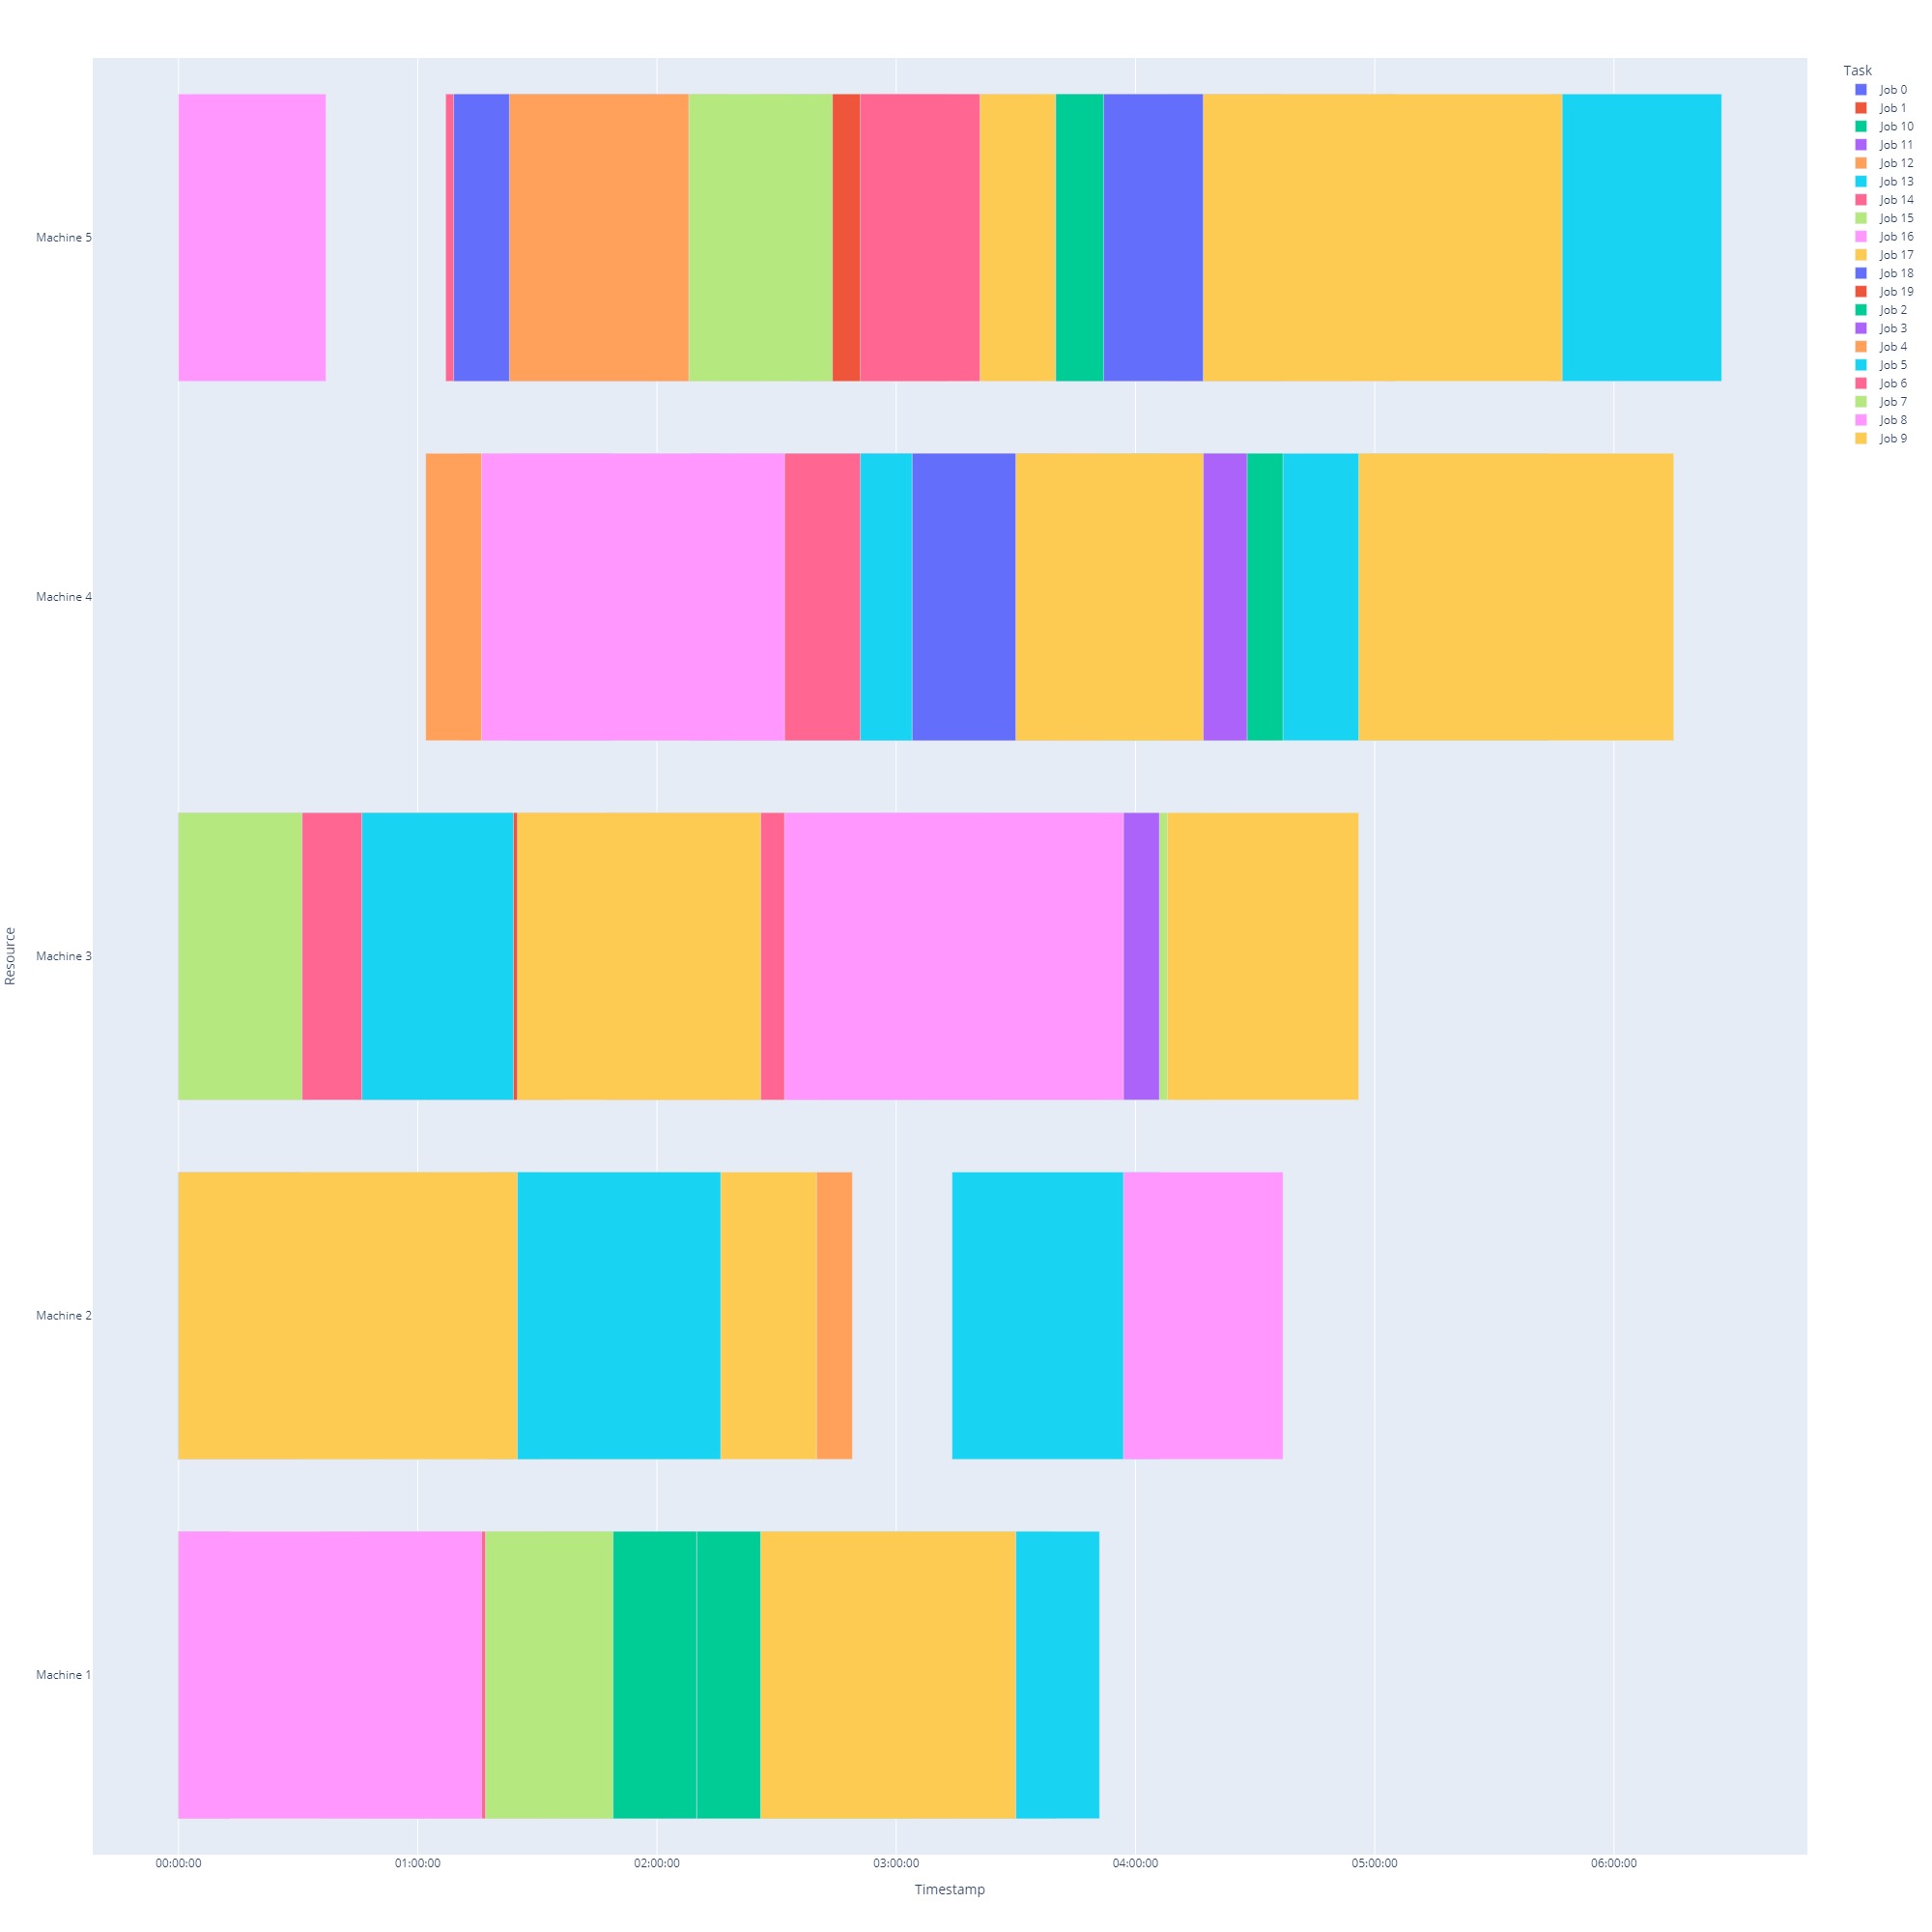 Task
Job 0
Job 1
Job 10
Job 11
Job 12
Job 13
Job 14
Job 15
Job 16
Job 17
Job 18
Job 19
Job 2
Job 3
Job 4
Job 5
Job 6
Job 7
Job 8
Job 9
Machine 5
Machine 4
Machine 3
Resource
Machine 2
Machine 1
00:00:00 01:00:00 02:00:00 03:00:00 04:00:00 05:00:00 06:00:00
Timestamp